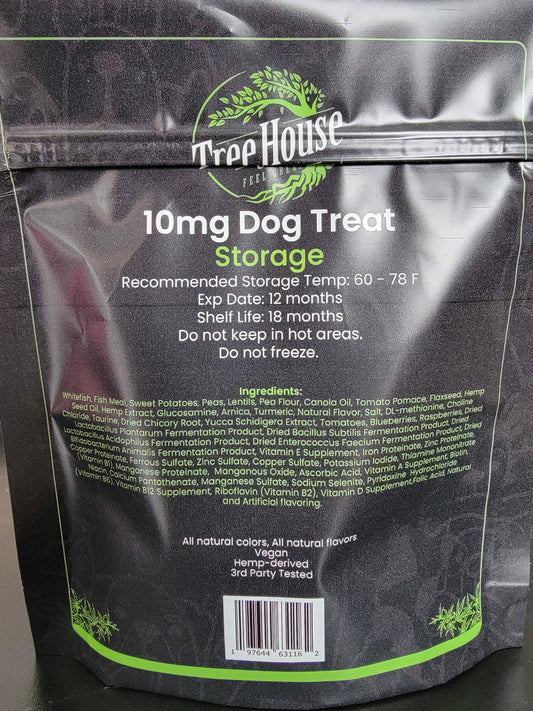 Tree House
FEEL
10mg Dog Treat
Storage
Recommended Storage Temp: 60 - 78 F
Exp Date: 12 months
Shelf Life: 18 months
Do not keep in hot areas.
Do not freeze.
Ingredients:
Whitefish, Fish Meal, Sweet Potatoes, Peas, Lentils, Pea Flour, Canola Oil, Tomato Pomace, Flaxseed, Hemp
Seed Oil, Hemp Extract, Glucosamine, Arnica, Turmeric, Natural Flavor, Salt, DL-methionine, Choline
Chloride, Taurine, Dried Chicory Root, Yucca Schidigera Extract, Tomatoes, Blueberries, Raspberries, Dried
Lactobacillus Plantarum Fermentation Product, Dried Bacillus Subtilis Fermentation Product, Dried
Lactobacillus Acidophilus Fermentation Product, Dried Enterococcus Faecium Fermentation Product, Dried
Bifidobacterium Animalis Fermentation Product, Vitamin E Supplement, Iron Proteinate, Zinc Proteinate,
Copper Proteinate, Ferrous Sulfate, Zinc Sulfate, Copper Sulfate, Potassium Iodide, Thiamine Mononitrate
(Vitamin B1), Manganese Proteinate, Manganous Oxide, Ascorbic Acid, Vitamin A Supplement, Biotin,
Niacin, Calcium Pantothenate, Manganese Sulfate, Sodium Selenite, Pyridoxine Hydrochloride
(Vitamin B6), Vitamin B12 Supplement, Riboflavin (Vitamin B2), Vitamin D Supplement,Folic Acid, Natural
and Artificial flavoring.
All natural colors, All natural flavors
Vegan
Hemp-derived
3rd Party Tested
1 97644 63116 2